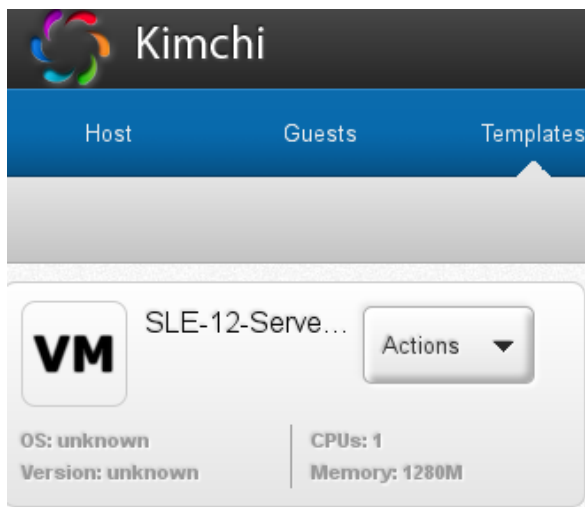 Kimchi
Host Guests Templates
VM SLE-12-Serve... Actions
OS: unknown CPUs: 1
Version: unknown Memory: 1280M